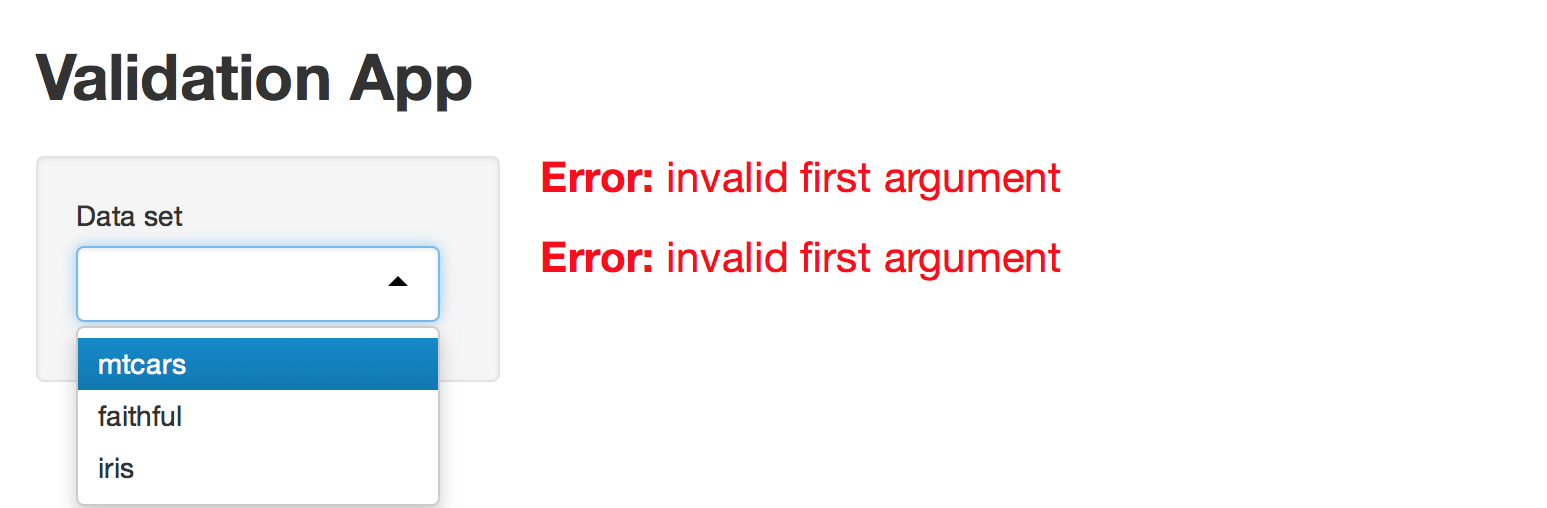 Validation App
Data set
mtcars
faithful
iris
Error: invalid first argument
Error: invalid first argument